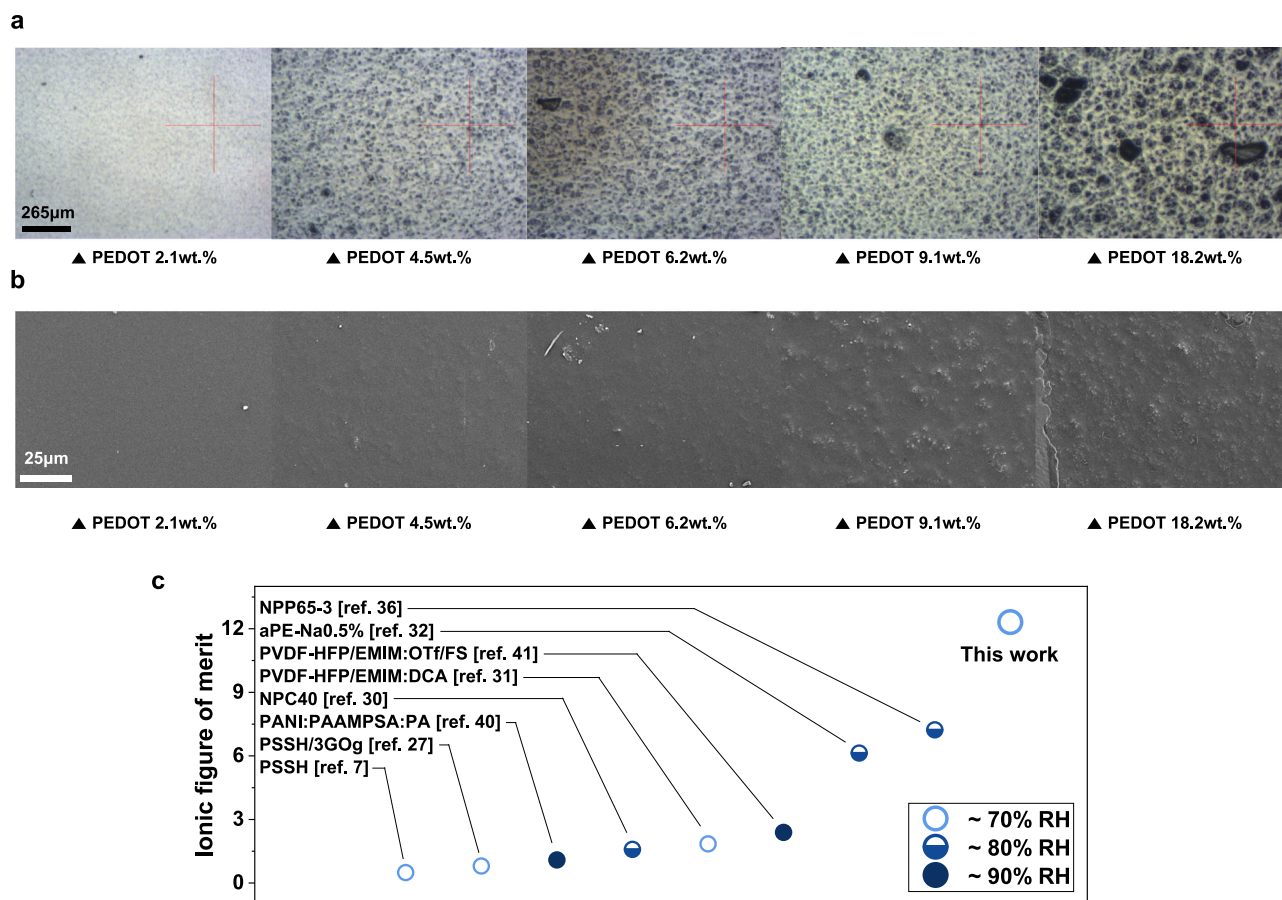 a
265μm
▲ PEDOT 2.1wt.%
▲ PEDOT 4.5wt.%
▲ PEDOT 6.2wt.%
▲ PEDOT 9.1wt.%
▲ PEDOT 18.2wt.%
b
25μm
▲ PEDOT 2.1wt.%
▲ PEDOT 4.5wt.%
▲ PEDOT 6.2wt.%
▲ PEDOT 9.1wt.%
▲ PEDOT 18.2wt.%
c
Ionic figure of merit
12
9
6
3
0
NPP65-3 [ref. 36]
aPE-Na0.5% [ref. 32]
PVDF-HFP/EMIM:OTf/FS [ref. 41]
PVDF-HFP/EMIM:DCA [ref. 31]
NPC40 [ref. 30]
PANI:PAAMPSA:PA [ref. 40]
PSSH/3GOg [ref. 27]
PSSH [ref. 7]
This work
~ 70% RH
~ 80% RH
~ 90% RH